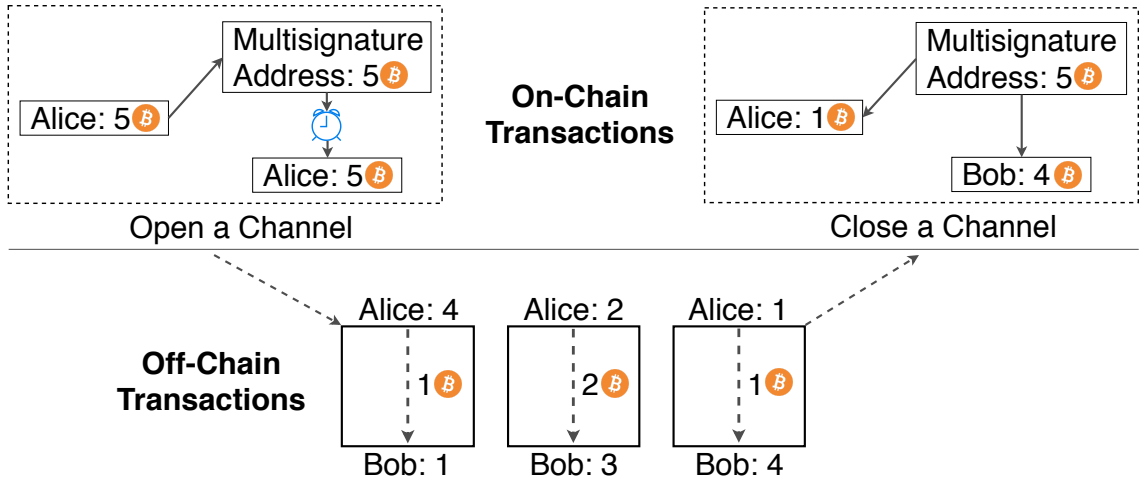 Multisignature
Address: 5₿
Alice: 5₿
Alice: 5₿
Open a Channel
On-Chain
Transactions
Multisignature
Address: 5₿
Alice: 1₿
Bob: 4₿
Close a Channel
Off-Chain
Transactions
Alice: 4
1₿
Bob: 1
Alice: 2
2₿
Bob: 3
Alice: 1
1₿
Bob: 4